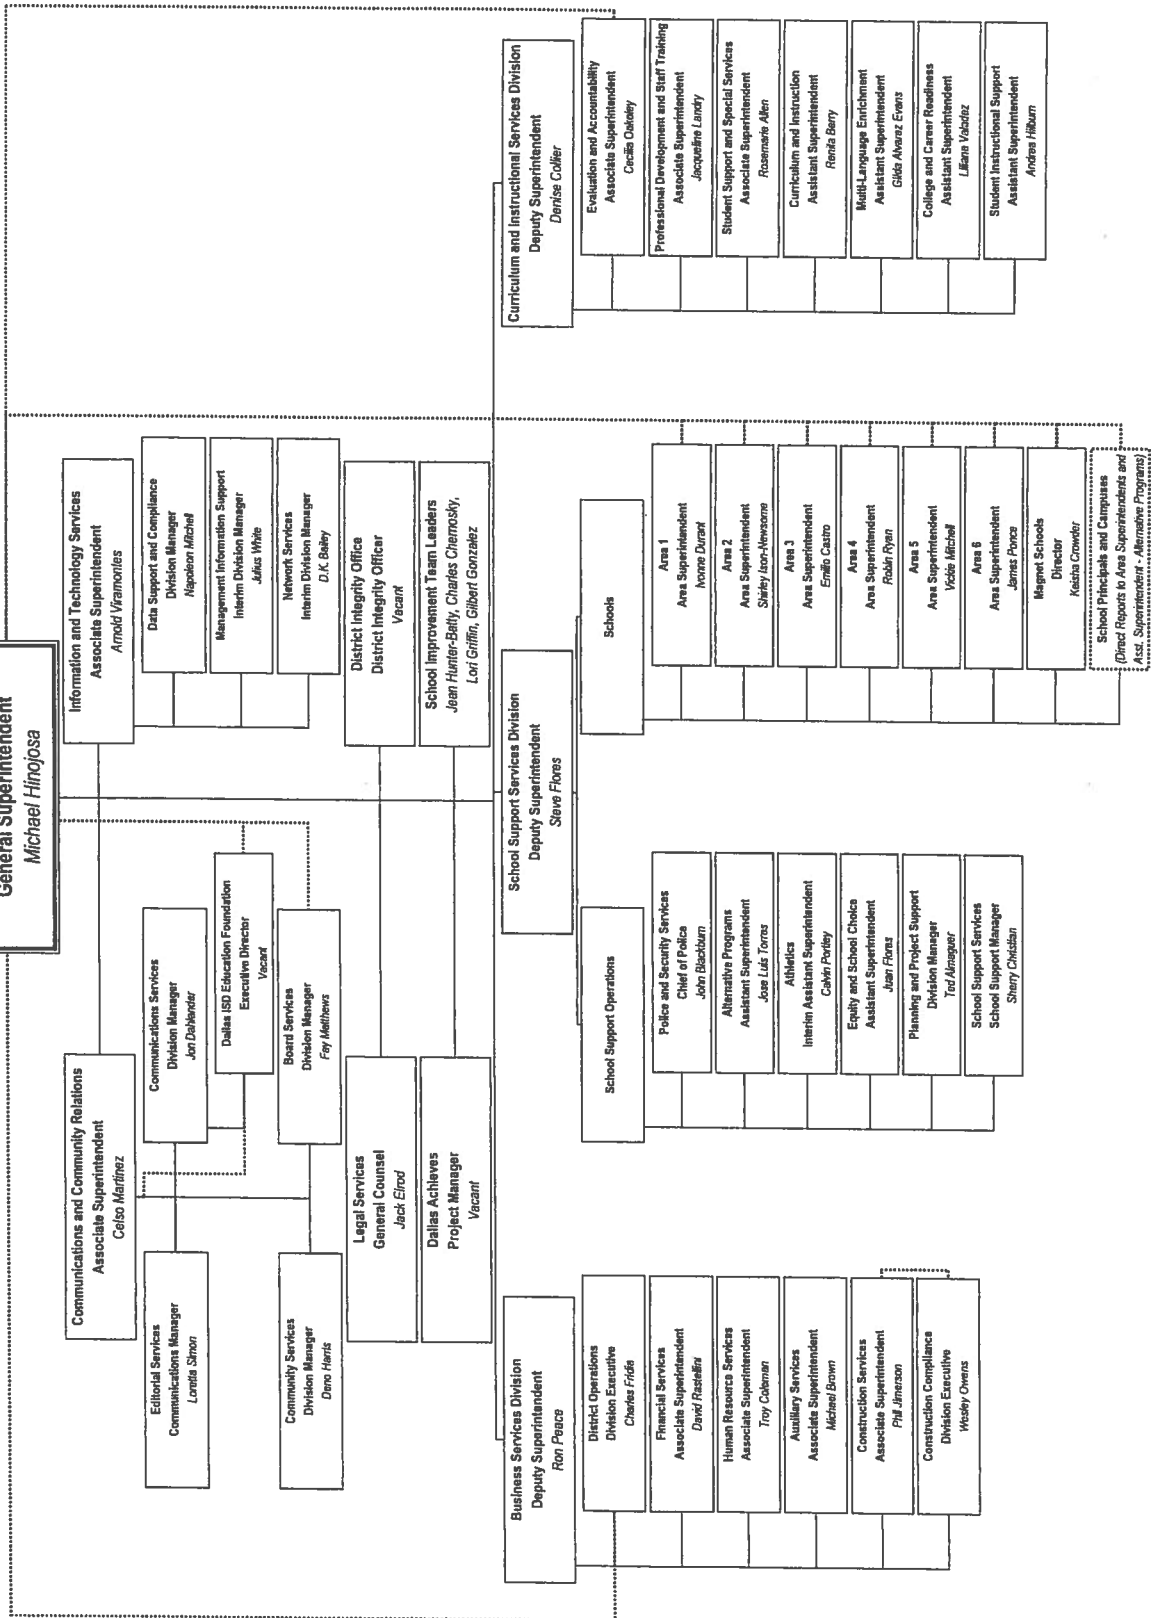 General Superintendent
Michael Hinojosa
Communications and Community Relations
Associate Superintendent
Celso Martinez
Information and Technology Services
Associate Superintendent
Arnold Viramontes
Editorial Services
Communications Manager
Loretta Simon
Communications Services
Division Manager
Jon Dahlander
Dallas ISD Education Foundation
Executive Director
Vacant
Community Services
Division Manager
Deno Harris
Board Services
Division Manager
Fay Matthews
Data Support and Compliance
Division Manager
Napoleon Mitchell
Management Information Support
Interim Division Manager
Julius White
Network Services
Interim Division Manager
D.K. Bailey
Legal Services
General Counsel
Jack Elrod
District Integrity Office
District Integrity Officer
Vacant
Dallas Achieves
Project Manager
Vacant
School Improvement Team Leaders
Jean Hunter-Batty, Charles Chernosky,
Lori Griffin, Gilbert Gonzalez
Business Services Division
Deputy Superintendent
Ron Peace
District Operations
Division Executive
Charles Fridia
Financial Services
Associate Superintendent
David Rastellini
Human Resource Services
Associate Superintendent
Troy Coleman
Auxiliary Services
Associate Superintendent
Michael Brown
Construction Services
Associate Superintendent
Phil Jimerson
Construction Compliance
Division Executive
Wesley Owens
School Support Services Division
Deputy Superintendent
Steve Flores
School Support Operations
Police and Security Services
Chief of Police
John Blackburn
Alternative Programs
Assistant Superintendent
Jose Luis Torres
Athletics
Interim Assistant Superintendent
Calvin Portley
Equity and School Choice
Assistant Superintendent
Juan Flores
Planning and Project Support
Division Manager
Ted Almaguer
School Support Services
School Support Manager
Sherry Christian
Schools
Area 1
Area Superintendent
Ivonne Durant
Area 2
Area Superintendent
Shirley Ison-Newsome
Area 3
Area Superintendent
Emilio Castro
Area 4
Area Superintendent
Robin Ryan
Area 5
Area Superintendent
Vickie Mitchell
Area 6
Area Superintendent
James Ponce
Magnet Schools
Director
Keisha Crowder
School Principals and Campuses
(Direct Reports to Area Superintendents and
Asst. Superintendent - Alternative Programs)
Curriculum and Instructional Services Division
Deputy Superintendent
Denise Collier
Evaluation and Accountability
Associate Superintendent
Cecilia Oakeley
Professional Development and Staff Training
Associate Superintendent
Jacqueline Landry
Student Support and Special Services
Associate Superintendent
Rosemarie Allen
Curriculum and Instruction
Assistant Superintendent
Renita Berry
Multi-Language Enrichment
Assistant Superintendent
Gilda Alvarez Evans
College and Career Readiness
Assistant Superintendent
Liliana Valadez
Student Instructional Support
Assistant Superintendent
Andrea Hilburn